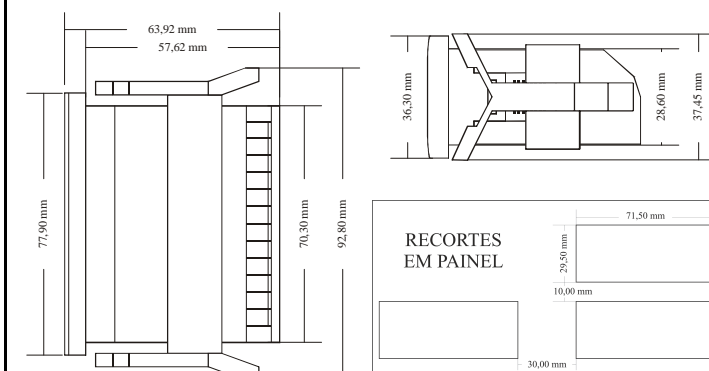 63,92 mm
57,62 mm
77,90 mm
70,30 mm
92,80 mm
36,30 mm
28,60 mm
37,45 mm
RECORTES
EM PAINEL
71,50 mm
29,50 mm
10,00 mm
30,00 mm